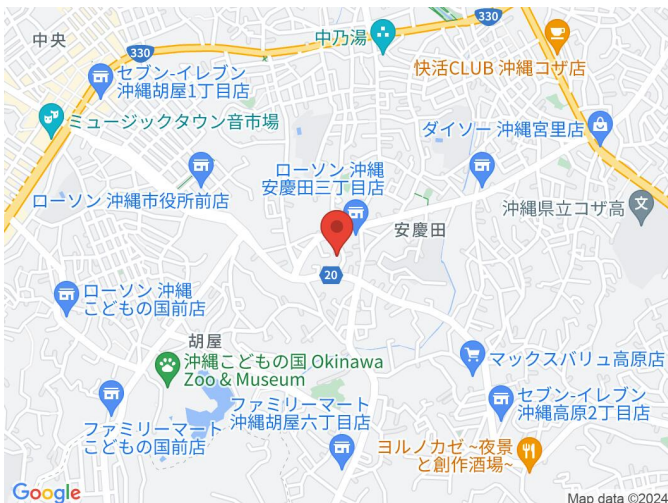 330
中央
中乃湯
330
快活CLUB 沖縄コザ店
セブン-イレブン
沖縄胡屋1丁目店
ミュージックタウン音市場
ダイソー 沖縄宮里店
ローソン 沖縄
安慶田三丁目店
ローソン 沖縄市役所前店
沖縄県立コザ高
安慶田
20
ローソン 沖縄
こどもの国前店
胡屋
沖縄こどもの国 Okinawa
Zoo & Museum
マックスバリュ高原店
セブン-イレブン
沖縄高原2丁目店
ファミリーマート
沖縄胡屋六丁目店
ファミリーマート
こどもの国前店
ヨルノカゼ ~夜景
と創作酒場~
Google
Map data ©2024